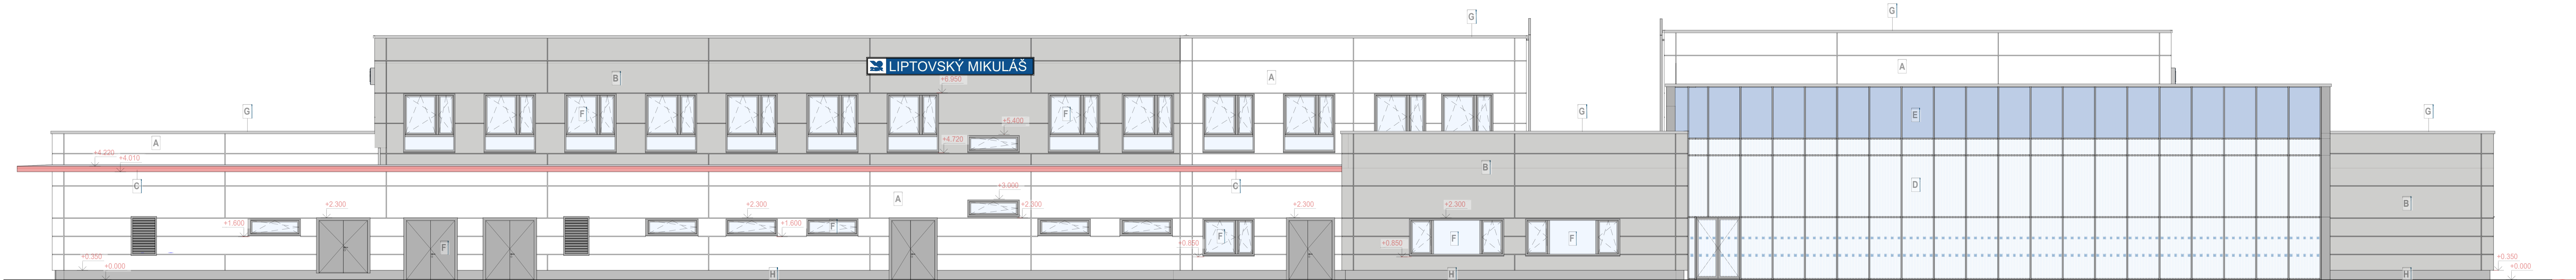 G
G
G
LIPTOVSKÝ MIKULÁŠ
B
A
A
+6.950
G
G
G
F
F
E
+5.400
A
+4.720
+4.220
+4.010
B
C
C
D
+3.000
A
B
+2.300
+2.300
+2.300
+2.300
+2.300
+1.600
+1.600
F
F
F
F
F
+0.850
+0.850
+0.350
+0.000
H
H
H
+0.350
+0.000